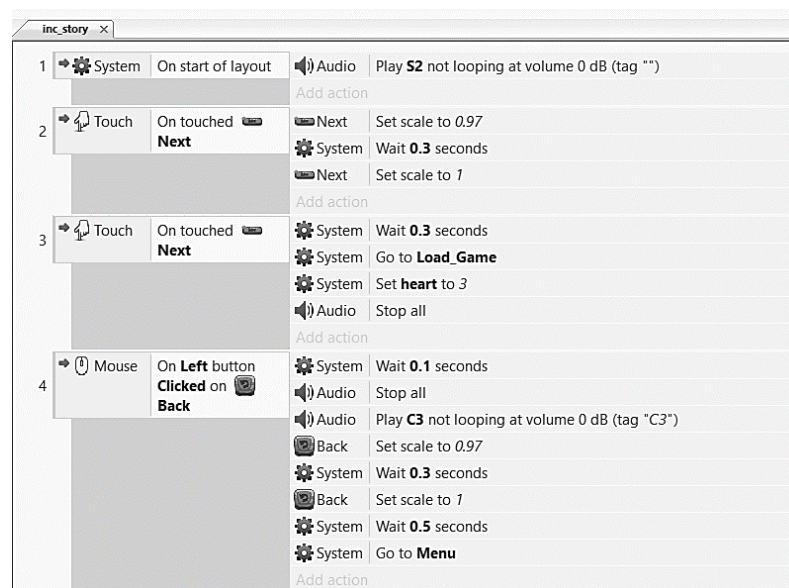 inc_story ×
1 System On start of layout Audio Play S2 not looping at volume 0 dB (tag "")
Add action
2 Touch On touched Next Next Set scale to 0.97
System Wait 0.3 seconds
Next Set scale to 1
Add action
3 Touch On touched Next System Wait 0.3 seconds
System Go to Load_Game
System Set heart to 3
Audio Stop all
Add action
4 Mouse On Left button Clicked on Back System Wait 0.1 seconds
Audio Stop all
Audio Play C3 not looping at volume 0 dB (tag "C3")
Back Set scale to 0.97
System Wait 0.3 seconds
Back Set scale to 1
System Wait 0.5 seconds
System Go to Menu
Add action